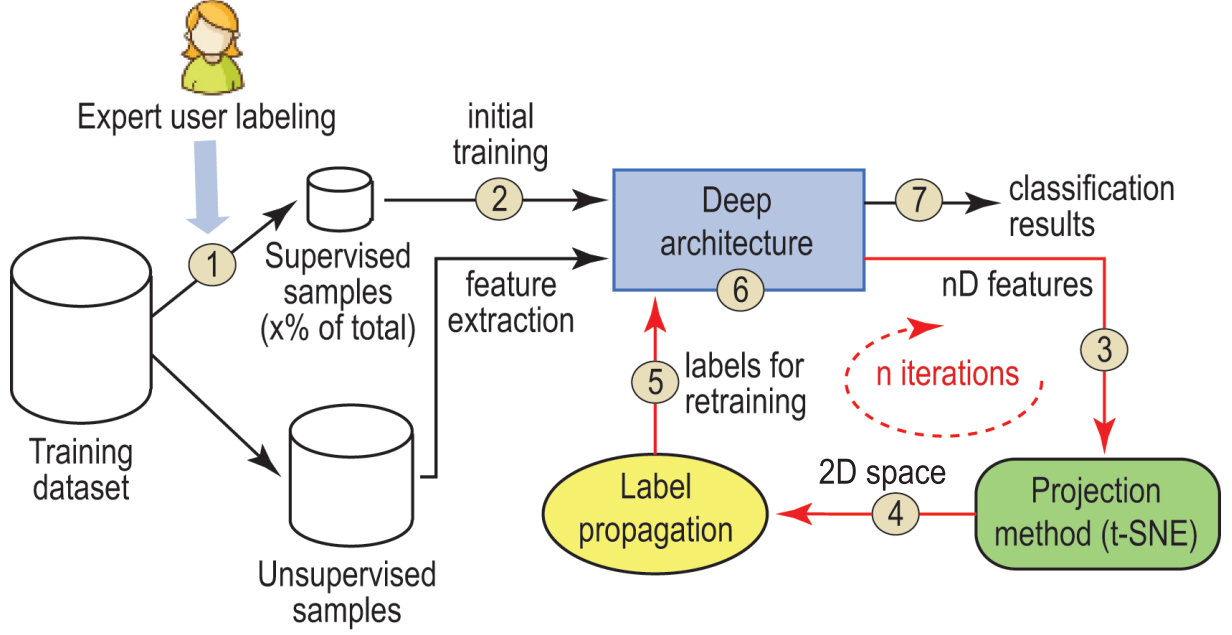 Expert user labeling
initial
training
2
Deep
architecture
6
7
classification
results
1
Supervised
samples
(x% of total)
feature
extraction
nD features
3
n iterations
5
labels for
retraining
Training
dataset
Unsupervised
samples
Label
propagation
2D space
4
Projection
method (t-SNE)